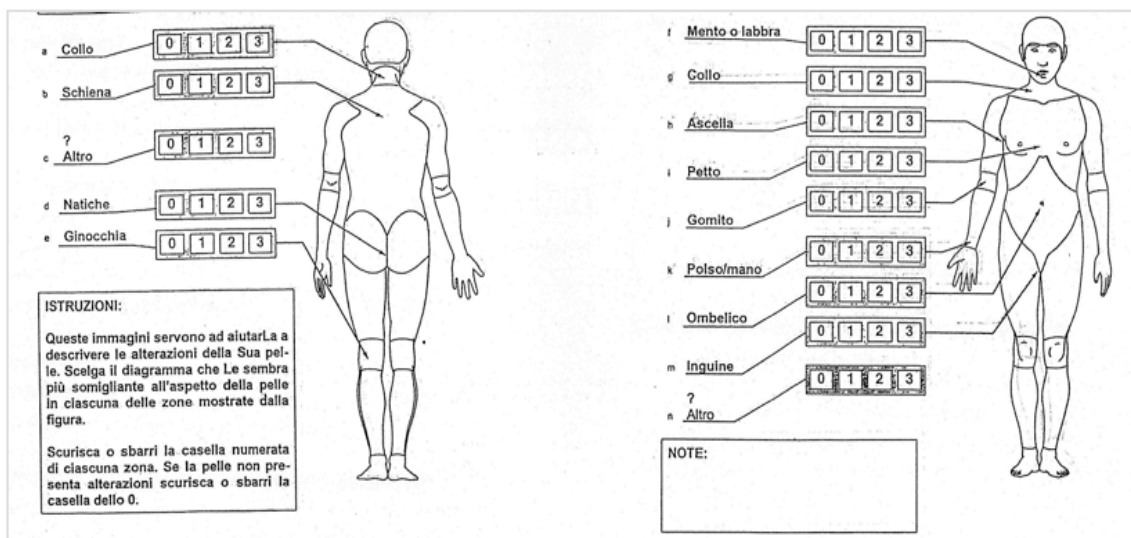 a Collo 0 1 2 3
b Schiena 0 1 2 3
?
c Altro 0 1 2 3
d Natiche 0 1 2 3
e Ginocchia 0 1 2 3
ISTRUZIONI:
Queste immagini servono ad aiutarLa a
descrivere le alterazioni della Sua pel-
le. Scelga il diagramma che Le sembra
più somigliante all'aspetto della pelle
in ciascuna delle zone mostrate dalla
figura.
Scurisca o sbarri la casella numerata
di ciascuna zona. Se la pelle non pre-
senta alterazioni scurisca o sbarri la
casella dello 0.
f Mento o labbra 0 1 2 3
g Collo 0 1 2 3
h Ascella 0 1 2 3
i Petto 0 1 2 3
j Gomito 0 1 2 3
k Polso/mano 0 1 2 3
l Ombelico 0 1 2 3
m Inguine 0 1 2 3
?
n Altro 0 1 2 3
NOTE: